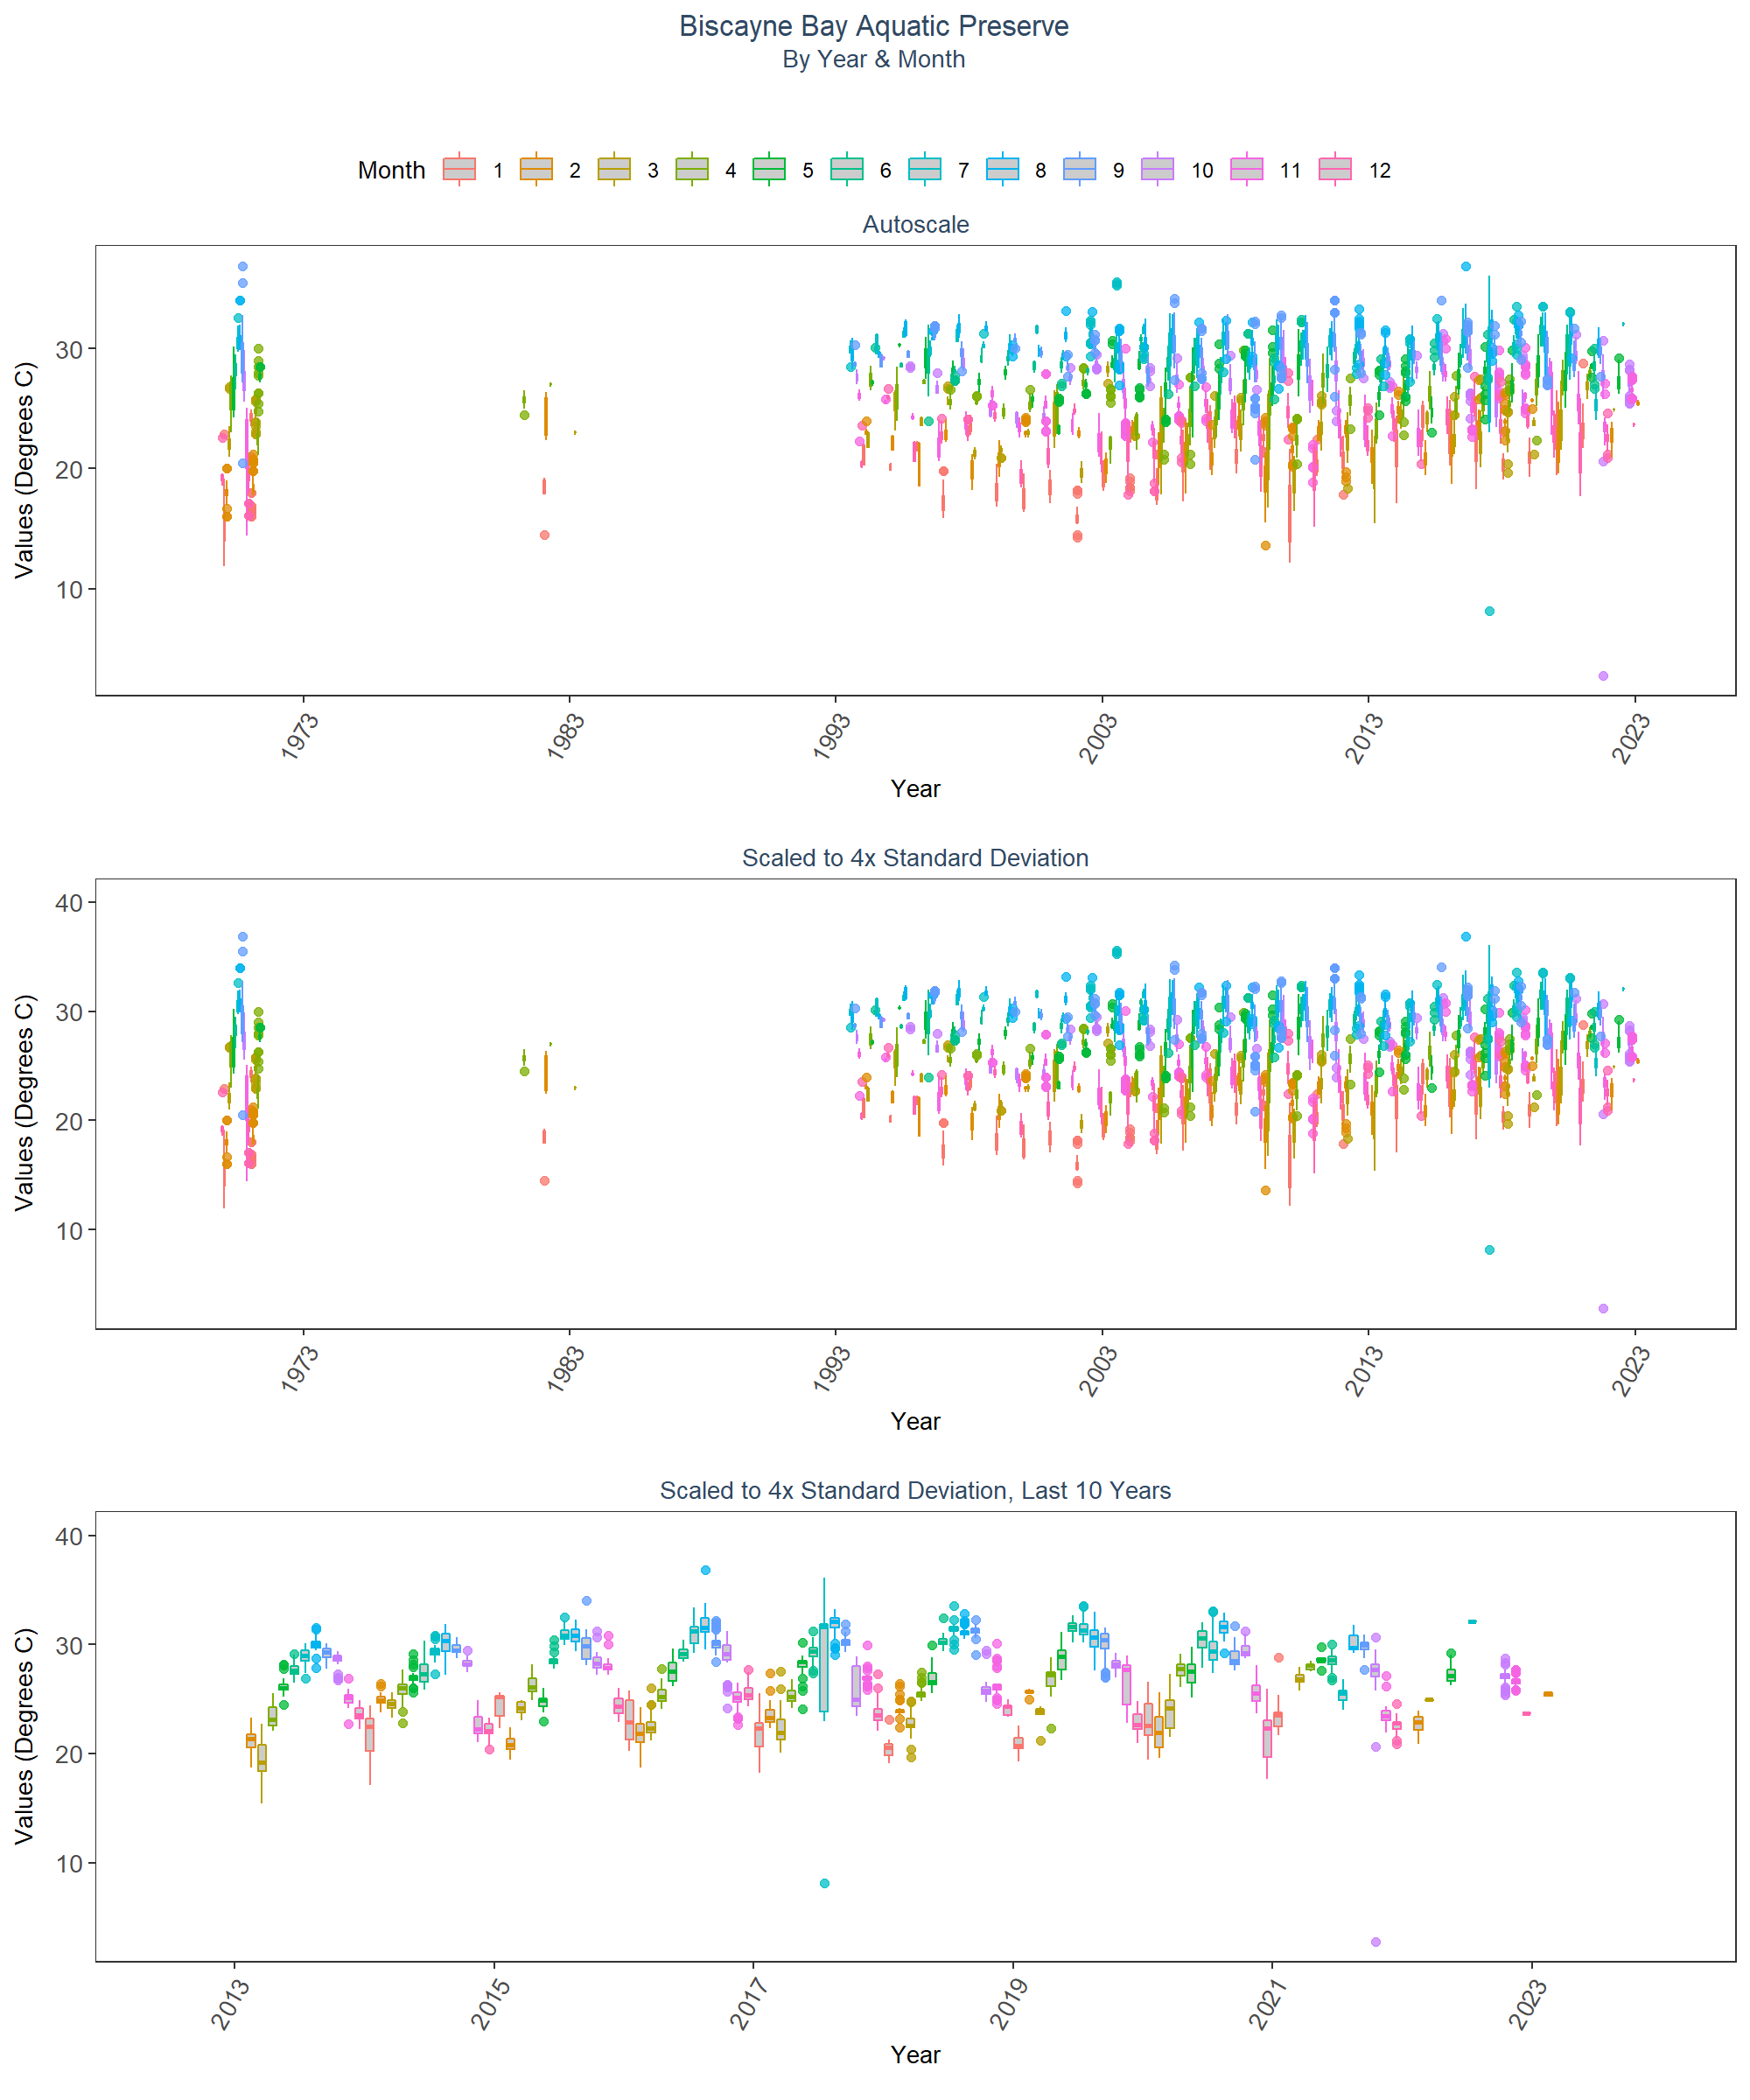 Biscayne Bay Aquatic Preserve
By Year & Month
Month 1 2 3 4 5 6 7 8 9 10 11 12
Autoscale
Values (Degrees C)
30
20
10
1973 1983 1993 2003 2013 2023
Year
Scaled to 4x Standard Deviation
Values (Degrees C)
40
30
20
10
1973 1983 1993 2003 2013 2023
Year
Scaled to 4x Standard Deviation, Last 10 Years
Values (Degrees C)
40
30
20
10
2013 2015 2017 2019 2021 2023
Year